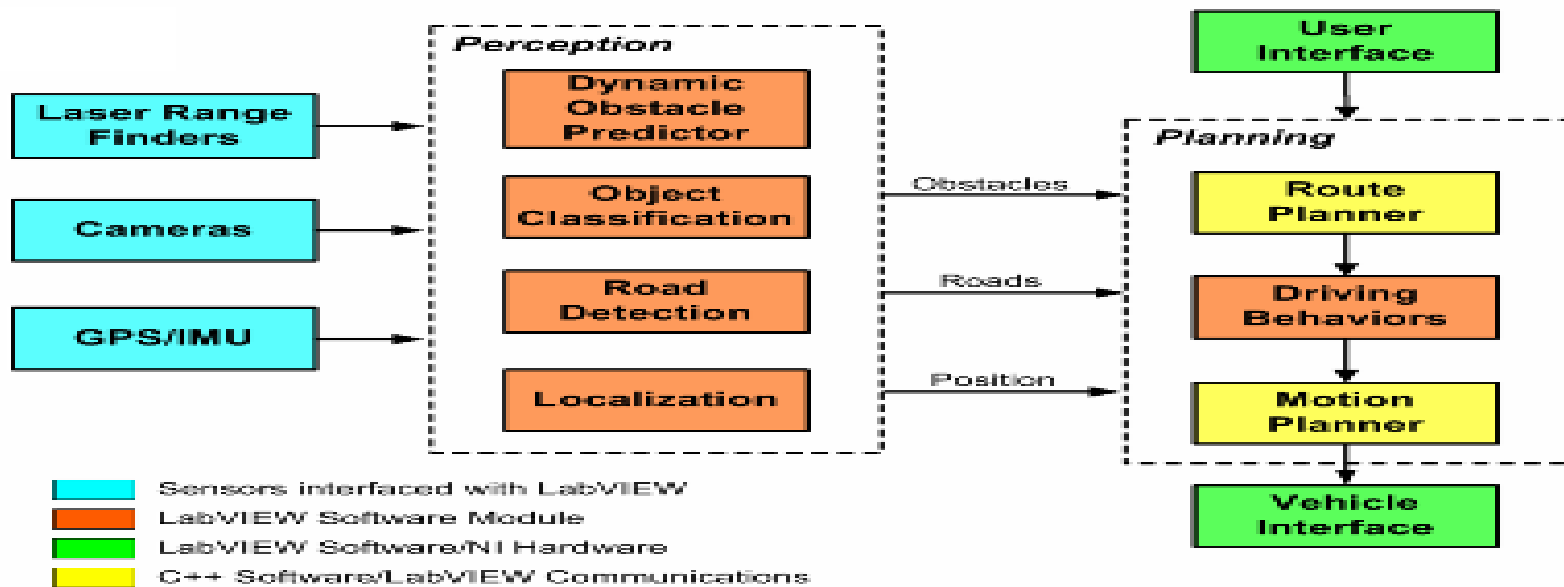 Laser Range
Finders
Cameras
GPS/IMU
Perception
Dynamic
Obstacle
Predictor
Object
Classification
Road
Detection
Localization
Obstacles
Roads
Position
User
Interface
Planning
Route
Planner
Driving
Behaviors
Motion
Planner
Vehicle
Interface
Sensors interfaced with LabVIEW
LabVIEW Software Module
LabVIEW Software/NI Hardware
C++ Software/LabVIEW Communications